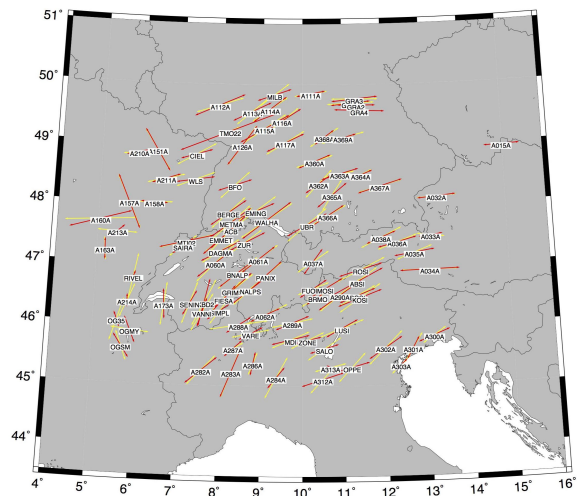 51°
50°
49°
48°
47°
46°
45°
44°
A111A
MILB
A112A
GRA3
GRA2
GRA4
A114A
A116A
A115A
TMO22
A126A
A117A
A368A
A369A
A015A
A210A
A151A
CIEL
A360A
A211A
WLS
A363A
A364A
BFO
A362A
A367A
A365A
A032A
A157A
A158A
BERGE
EMING
A366A
A160A
METMA
WALHA
UBR
ACB
A213A
EMMET
ZUR
A038A
A033A
A036A
A163A
SAIRA
DAGMA
A035A
A060A
A061A
A037A
A034A
RIVEL
BNALP
PANIX
ROSI
ABSI
A214A
A173A
SENIN
FIESA
FUOI
MOSI
BRMO
A290A
KOSI
OG35
VANNI
SIMPL
A062A
OGMY
A288A
A289A
LUSI
VARE
A300A
OGSM
MDI
ZONE
A287A
SALO
A302A
A301A
A286A
A303A
A282A
A283A
A284A
A313A
OPPE
A312A
4° 5° 6° 7° 8° 9° 10° 11° 12° 13° 14° 15° 16°